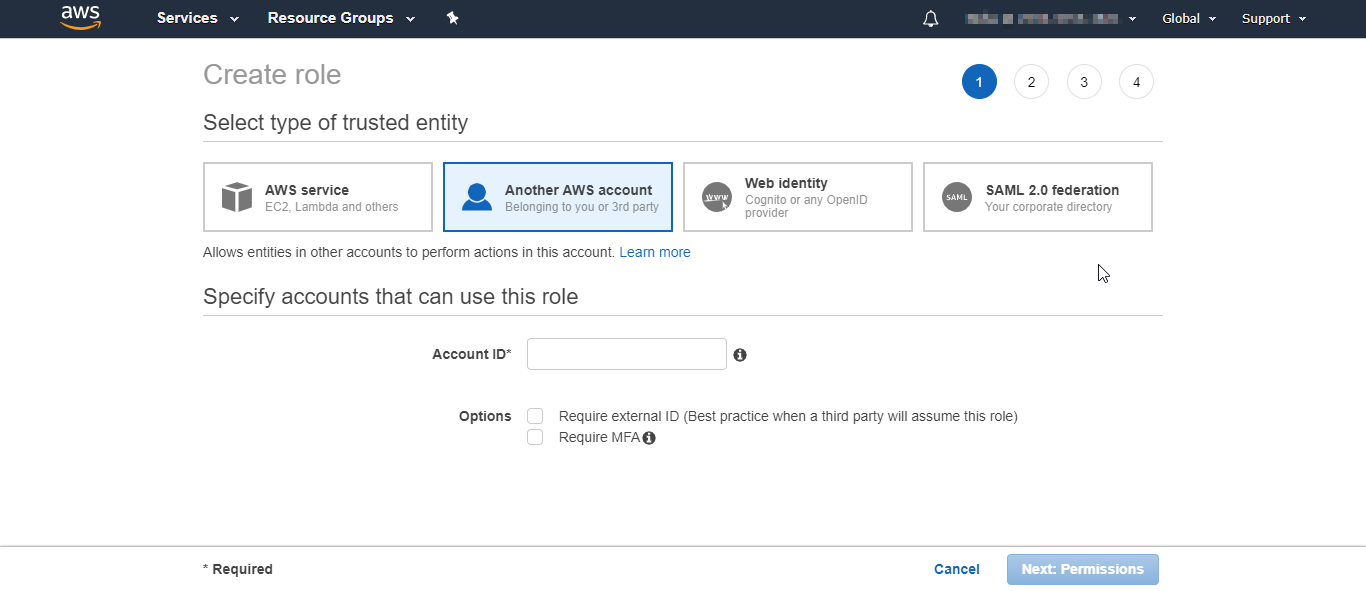 aws Services Resource Groups Global Support
Create role
1 2 3 4
Select type of trusted entity
AWS service
EC2, Lambda and others
Another AWS account
Belonging to you or 3rd party
www
Web identity
Cognito or any OpenID
provider
SAML
SAML 2.0 federation
Your corporate directory
Allows entities in other accounts to perform actions in this account. Learn more
Specify accounts that can use this role
Account ID*
Options Require external ID (Best practice when a third party will assume this role)
Require MFA
* Required Cancel Next: Permissions